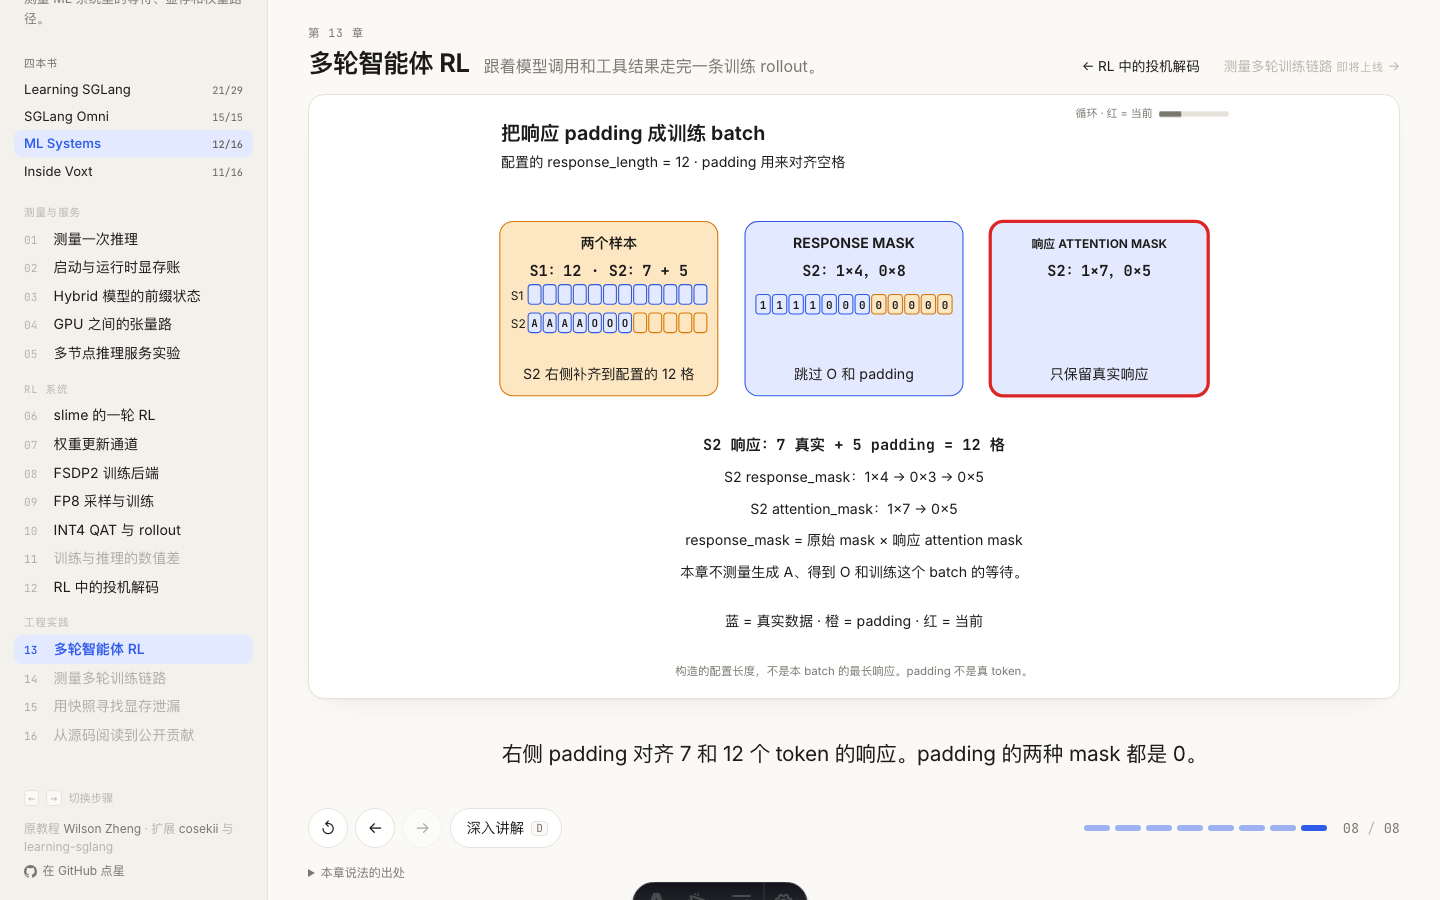 测量 ML 系统里的等待、显存和权重路
径。
四本书
Learning SGLang 21/29
SGLang Omni 15/15
ML Systems 12/16
Inside Voxt 11/16
测量与服务
01 测量一次推理
02 启动与运行时显存账
03 Hybrid 模型的前缀状态
04 GPU 之间的张量路
05 多节点推理服务实验
RL 系统
06 slime 的一轮 RL
07 权重更新通道
08 FSDP2 训练后端
09 FP8 采样与训练
10 INT4 QAT 与 rollout
11 训练与推理的数值差
12 RL 中的投机解码
工程实践
13 多轮智能体 RL
14 测量多轮训练链路
15 用快照寻找显存泄漏
16 从源码阅读到公开贡献
← → 切换步骤
原教程 Wilson Zheng · 扩展 cosekii 与
learning-sglang
在 GitHub 点星
第 13 章
多轮智能体 RL 跟着模型调用和工具结果走完一条训练 rollout。
← RL 中的投机解码 测量多轮训练链路 即将上线 →
循环 · 红 = 当前
把响应 padding 成训练 batch
配置的 response_length = 12 · padding 用来对齐空格
两个样本
S1: 12 · S2: 7 + 5
S1
S2 A A A A O O O
S2 右侧补齐到配置的 12 格
RESPONSE MASK
S2: 1×4, 0×8
1 1 1 1 0 0 0 0 0 0 0 0
跳过 O 和 padding
响应 ATTENTION MASK
S2: 1×7, 0×5
只保留真实响应
S2 响应: 7 真实 + 5 padding = 12 格
S2 response_mask: 1×4 → 0×3 → 0×5
S2 attention_mask: 1×7 → 0×5
response_mask = 原始 mask × 响应 attention mask
本章不测量生成 A、得到 O 和训练这个 batch 的等待。
蓝 = 真实数据 · 橙 = padding · 红 = 当前
构造的配置长度，不是本 batch 的最长响应。padding 不是真 token。
右侧 padding 对齐 7 和 12 个 token 的响应。padding 的两种 mask 都是 0。
← → 深入讲解 D
08 / 08
▶ 本章说法的出处